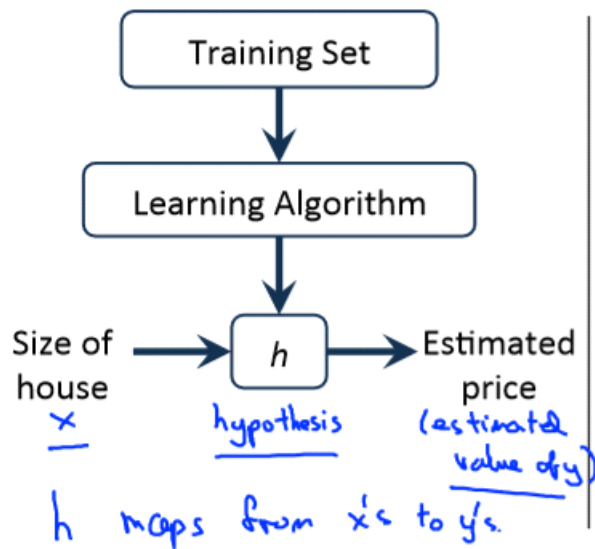 Training Set
Learning Algorithm
Size of
house
h
Estimated
price
x
hypothesis
(estimated
value of y)
h maps from x's to y's.